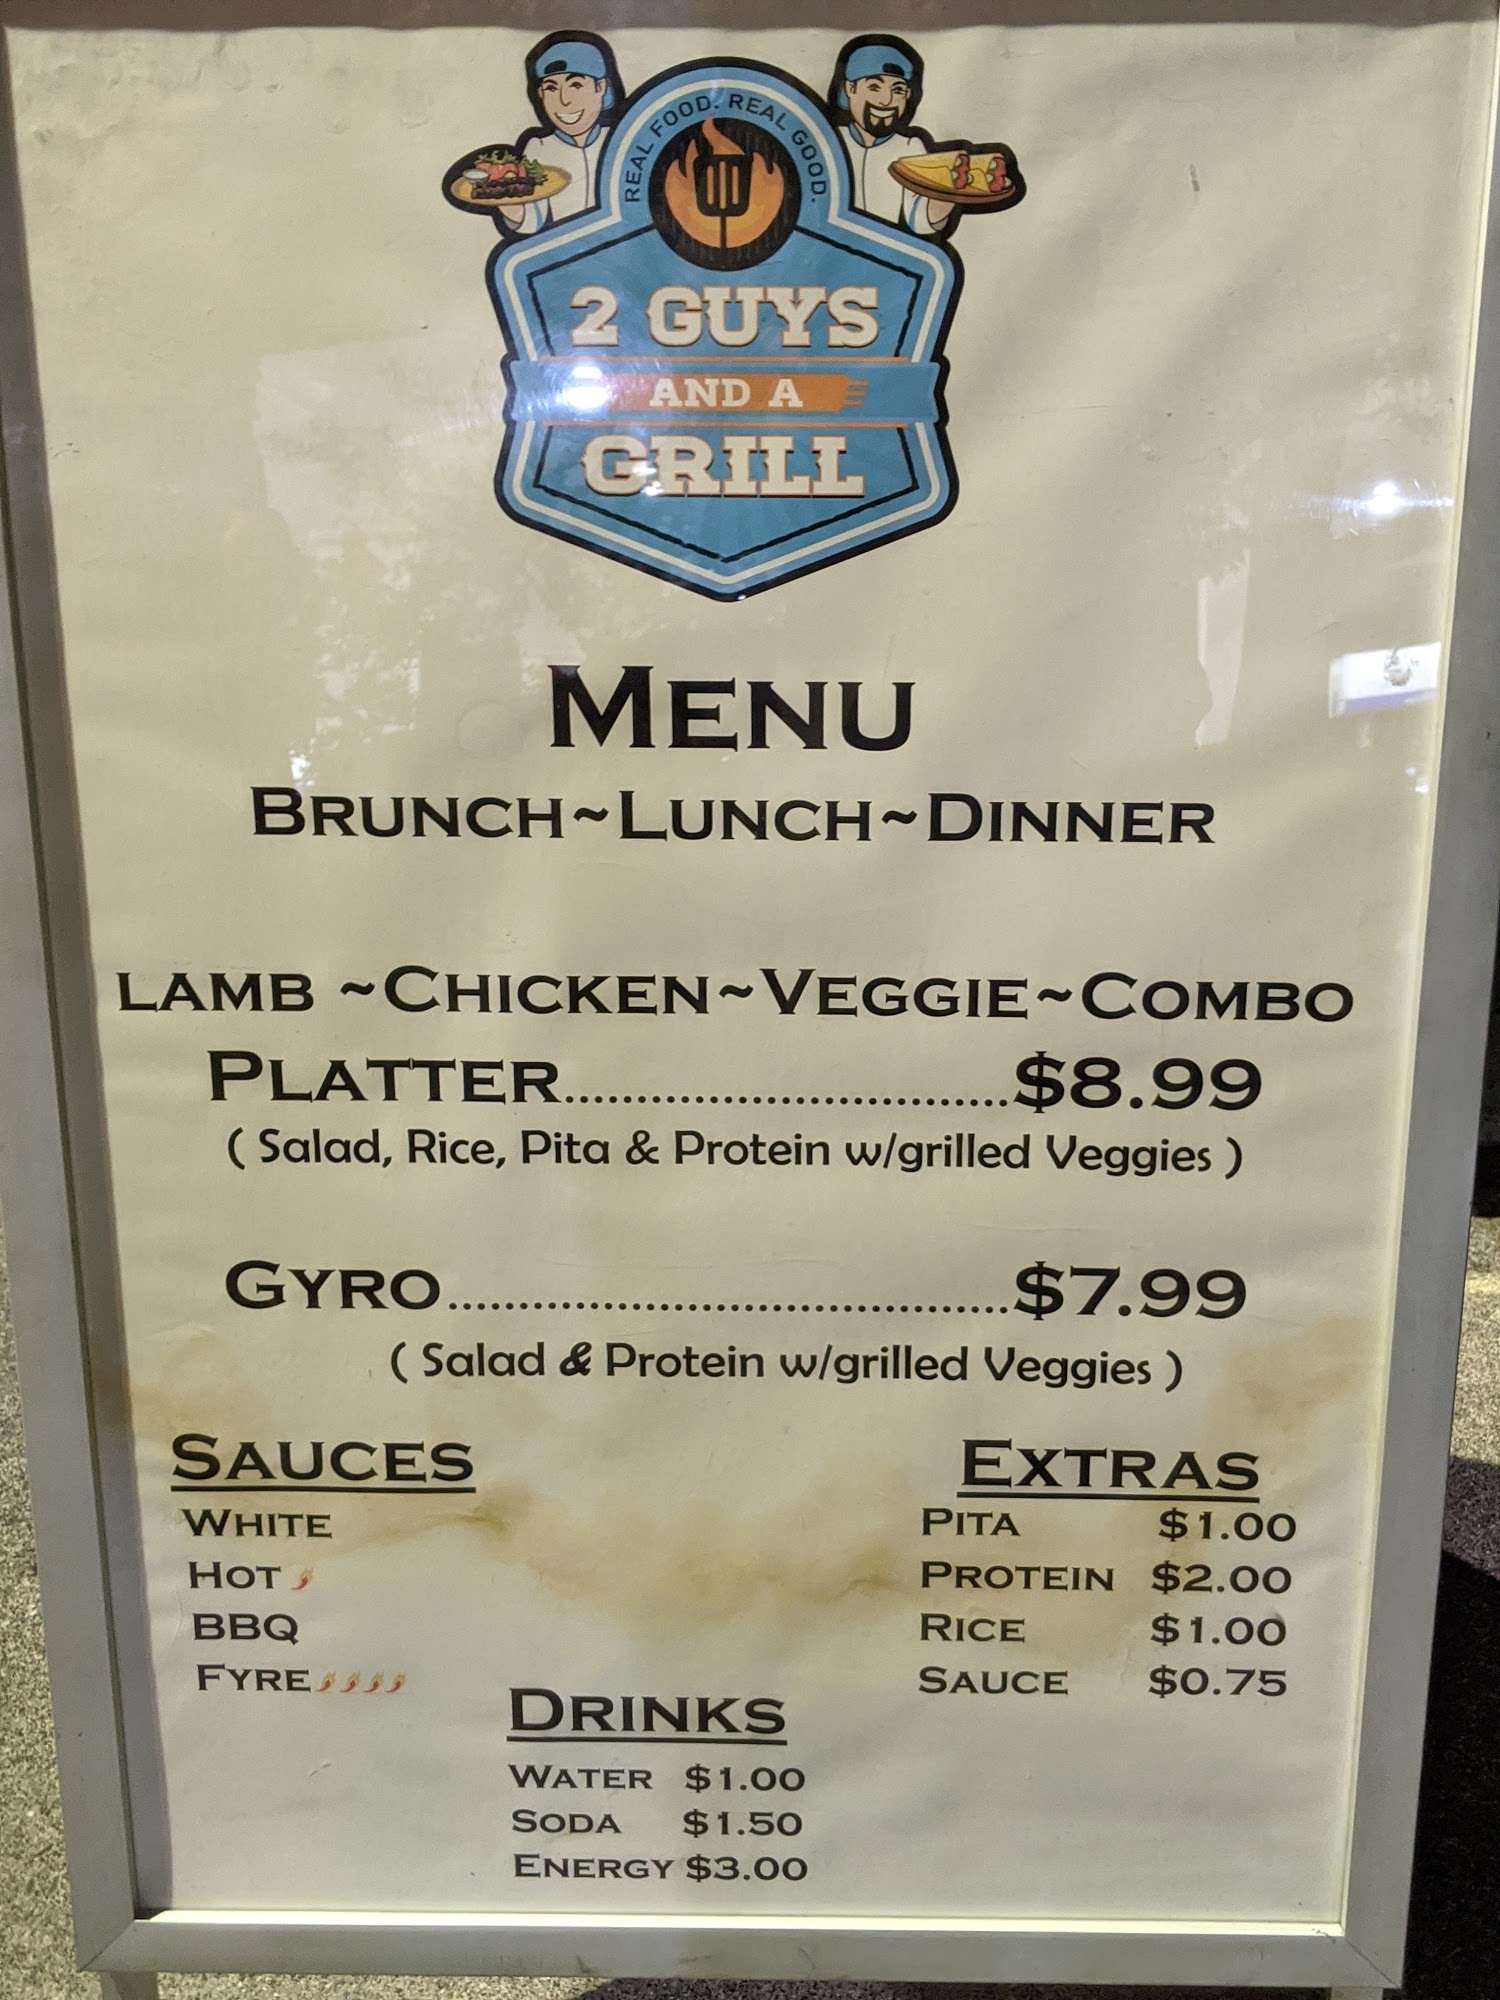 REAL FOOD. REAL GOOD.
2 GUYS
AND A
GRILL
MENU
BRUNCH~LUNCH~DINNER
LAMB ~CHICKEN~VEGGIE~COMBO
PLATTER...............................$8.99
( Salad, Rice, Pita & Protein w/grilled Veggies )
GYRO.......................................$7.99
( Salad & Protein w/grilled Veggies )
SAUCES
WHITE
HOT
BBQ
FYRE
EXTRAS
PITA $1.00
PROTEIN $2.00
RICE $1.00
SAUCE $0.75
DRINKS
WATER $1.00
SODA $1.50
ENERGY $3.00